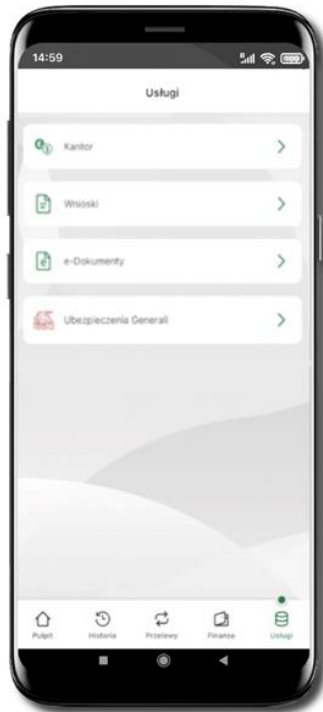 14:59
Usługi
Kantor
Wnioski
e-Dokumenty
Ubezpieczenia Generali
Pulpit Historia Przelewy Finanse Usługi